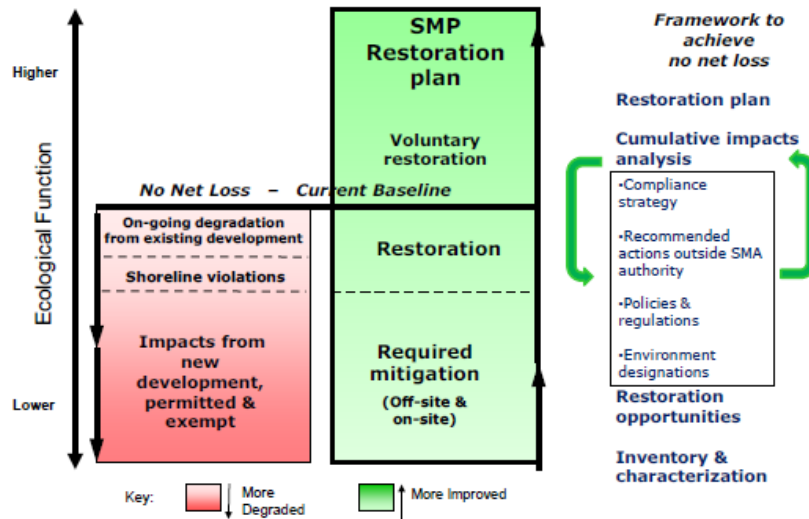 Higher
Ecological Function
Lower
SMP
Restoration
plan
Voluntary
restoration
No Net Loss – Current Baseline
On-going degradation
from existing development
Shoreline violations
Impacts from
new
development,
permitted &
exempt
Restoration
Required
mitigation
(Off-site &
on-site)
Key:
More
Degraded
More Improved
Framework to
achieve
no net loss
Restoration plan
Cumulative impacts
analysis
•Compliance
strategy
•Recommended
actions outside SMA
authority
•Policies &
regulations
•Environment
designations
Restoration
opportunities
Inventory &
characterization